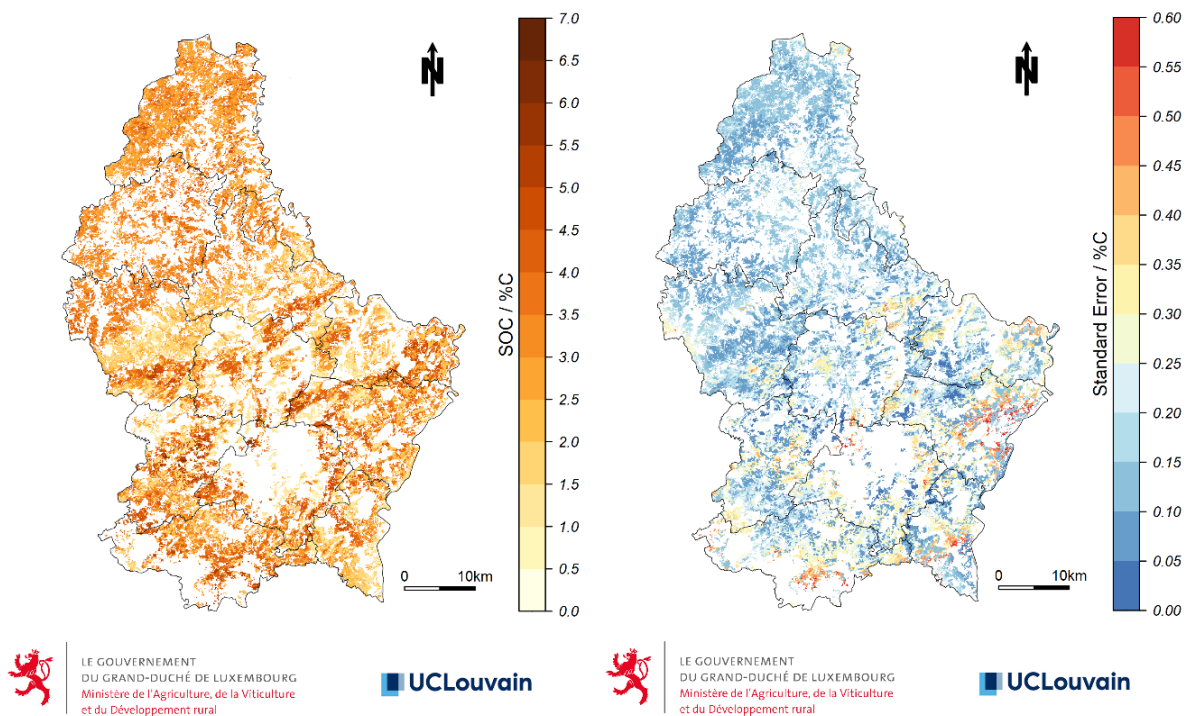 7.0
6.5
6.0
5.5
5.0
4.5
4.0
3.5
3.0
2.5
2.0
1.5
1.0
0.5
0.0
SOC / %C
N
0 10km
LE GOUVERNEMENT
DU GRAND-DUCHÉ DE LUXEMBOURG
Ministère de l'Agriculture, de la Viticulture
et du Développement rural
UCLouvain
0.60
0.55
0.50
0.45
0.40
0.35
0.30
0.25
0.20
0.15
0.10
0.05
0.00
Standard Error / %C
N
0 10km
LE GOUVERNEMENT
DU GRAND-DUCHÉ DE LUXEMBOURG
Ministère de l'Agriculture, de la Viticulture
et du Développement rural
UCLouvain